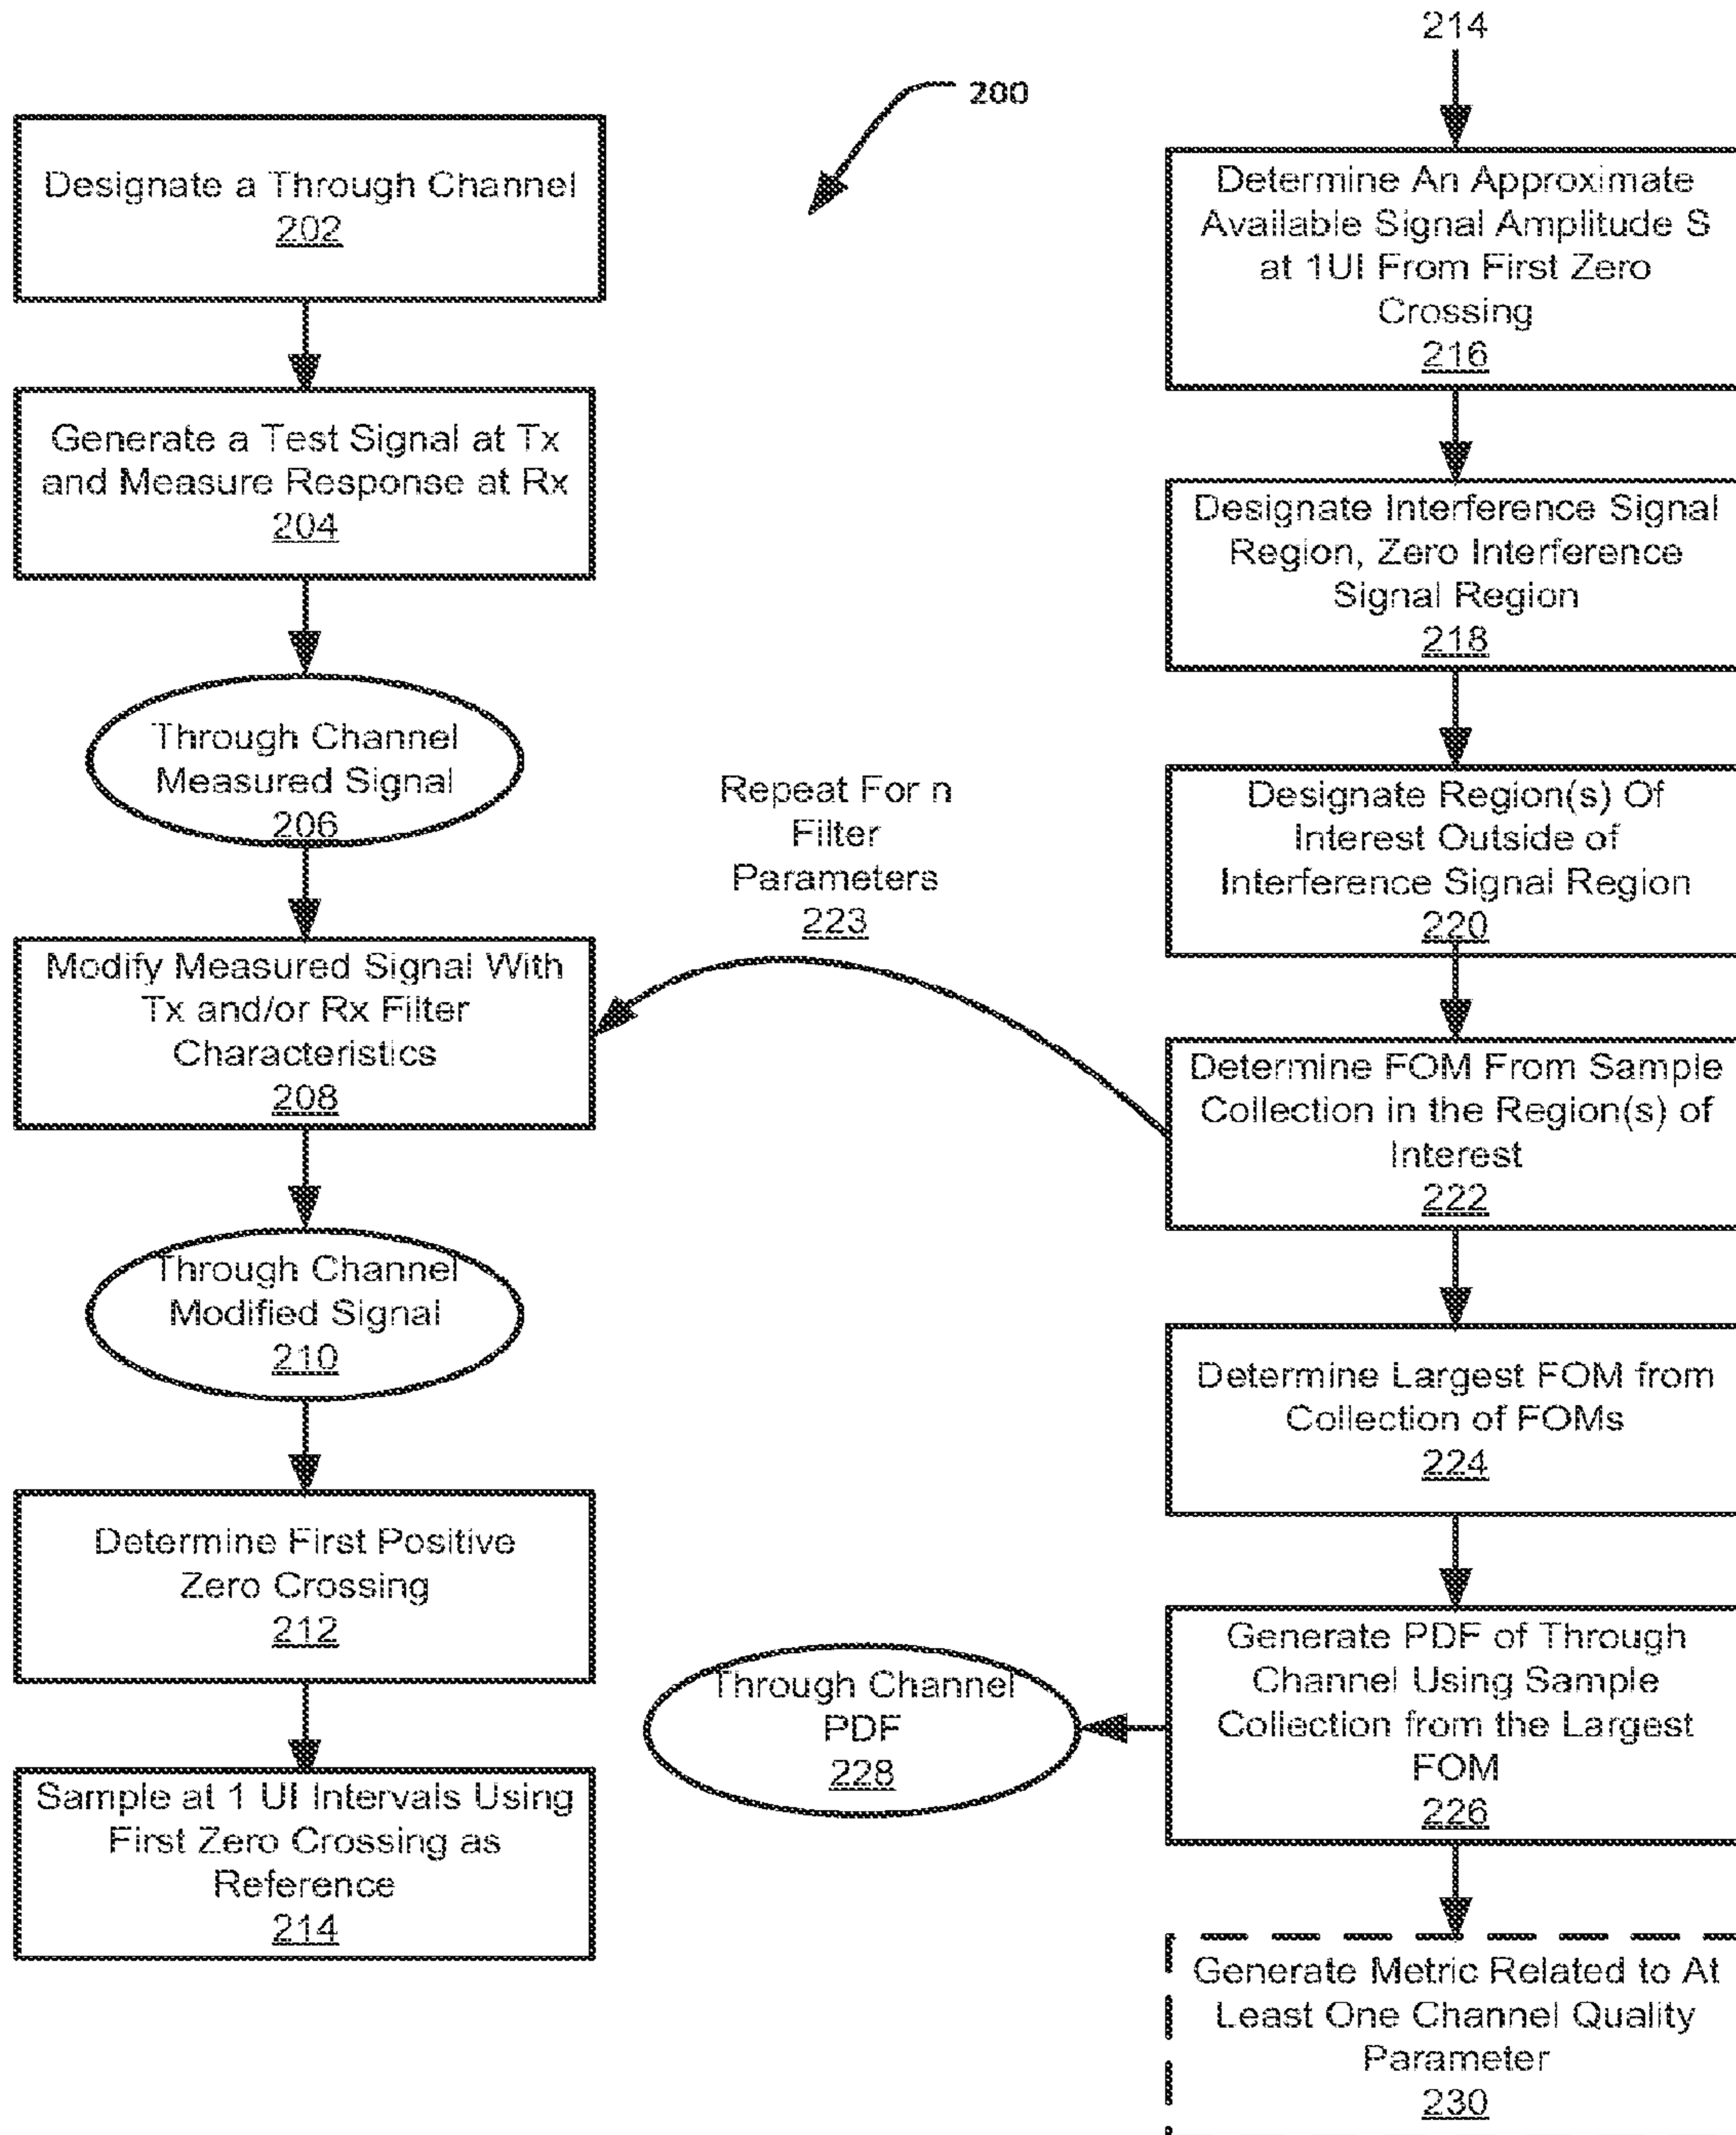 200
Designate a Through Channel
202
Generate a Test Signal at Tx
and Measure Response at Rx
204
Through Channel
Measured Signal
206
Modify Measured Signal With
Tx and/or Rx Filter
Characteristics
208
Through Channel
Modified Signal
210
Determine First Positive
Zero Crossing
212
Sample at 1 UI Intervals Using
First Zero Crossing as
Reference
214
214
Determine An Approximate
Available Signal Amplitude S
at 1UI From First Zero
Crossing
216
Designate Interference Signal
Region, Zero Interference
Signal Region
218
Designate Region(s) Of
Interest Outside of
Interference Signal Region
220
Determine FOM From Sample
Collection in the Region(s) of
Interest
222
Repeat For n
Filter
Parameters
223
Determine Largest FOM from
Collection of FOMs
224
Generate PDF of Through
Channel Using Sample
Collection from the Largest
FOM
226
Through Channel
PDF
228
Generate Metric Related to At
Least One Channel Quality
Parameter
230